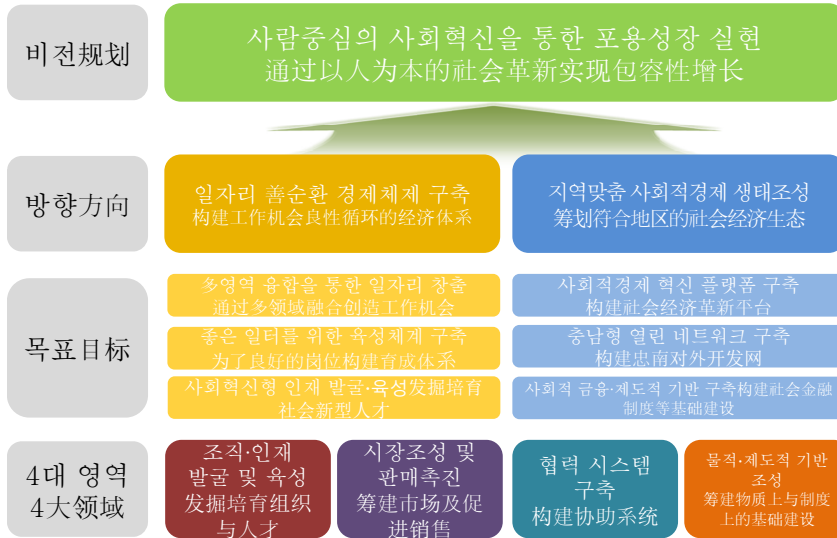 비전规划
사람중심의 사회혁신을 통한 포용성장 실현
通过以人为本的社会革新实现包容性增长
방향方向
일자리 善순환 경제체제 구축
构建工作机会良性循环的经济体系
지역맞춤 사회적경제 생태조성
筹划符合地区的社会经济生态
목표目标
多영역 융합을 통한 일자리 창출
通过多领域融合创造工作机会
좋은 일터를 위한 육성체계 구축
为了良好的岗位构建育成体系
사회혁신형 인재 발굴·육성发掘培育
社会新型人才
사회적경제 혁신 플랫폼 구축
构建社会经济革新平台
충남형 열린 네트워크 구축
构建忠南对外开发网
사회적 금융·제도적 기반 구축构建社会金融
制度等基础建设
4대 영역
4大领域
조직·인재
발굴 및 육성
发掘培育组织
与人才
시장조성 및
판매촉진
筹建市场及促
进销售
협력 시스템
구축
构建协助系统
물적·제도적 기반
조성
筹建物质上与制度
上的基础建设